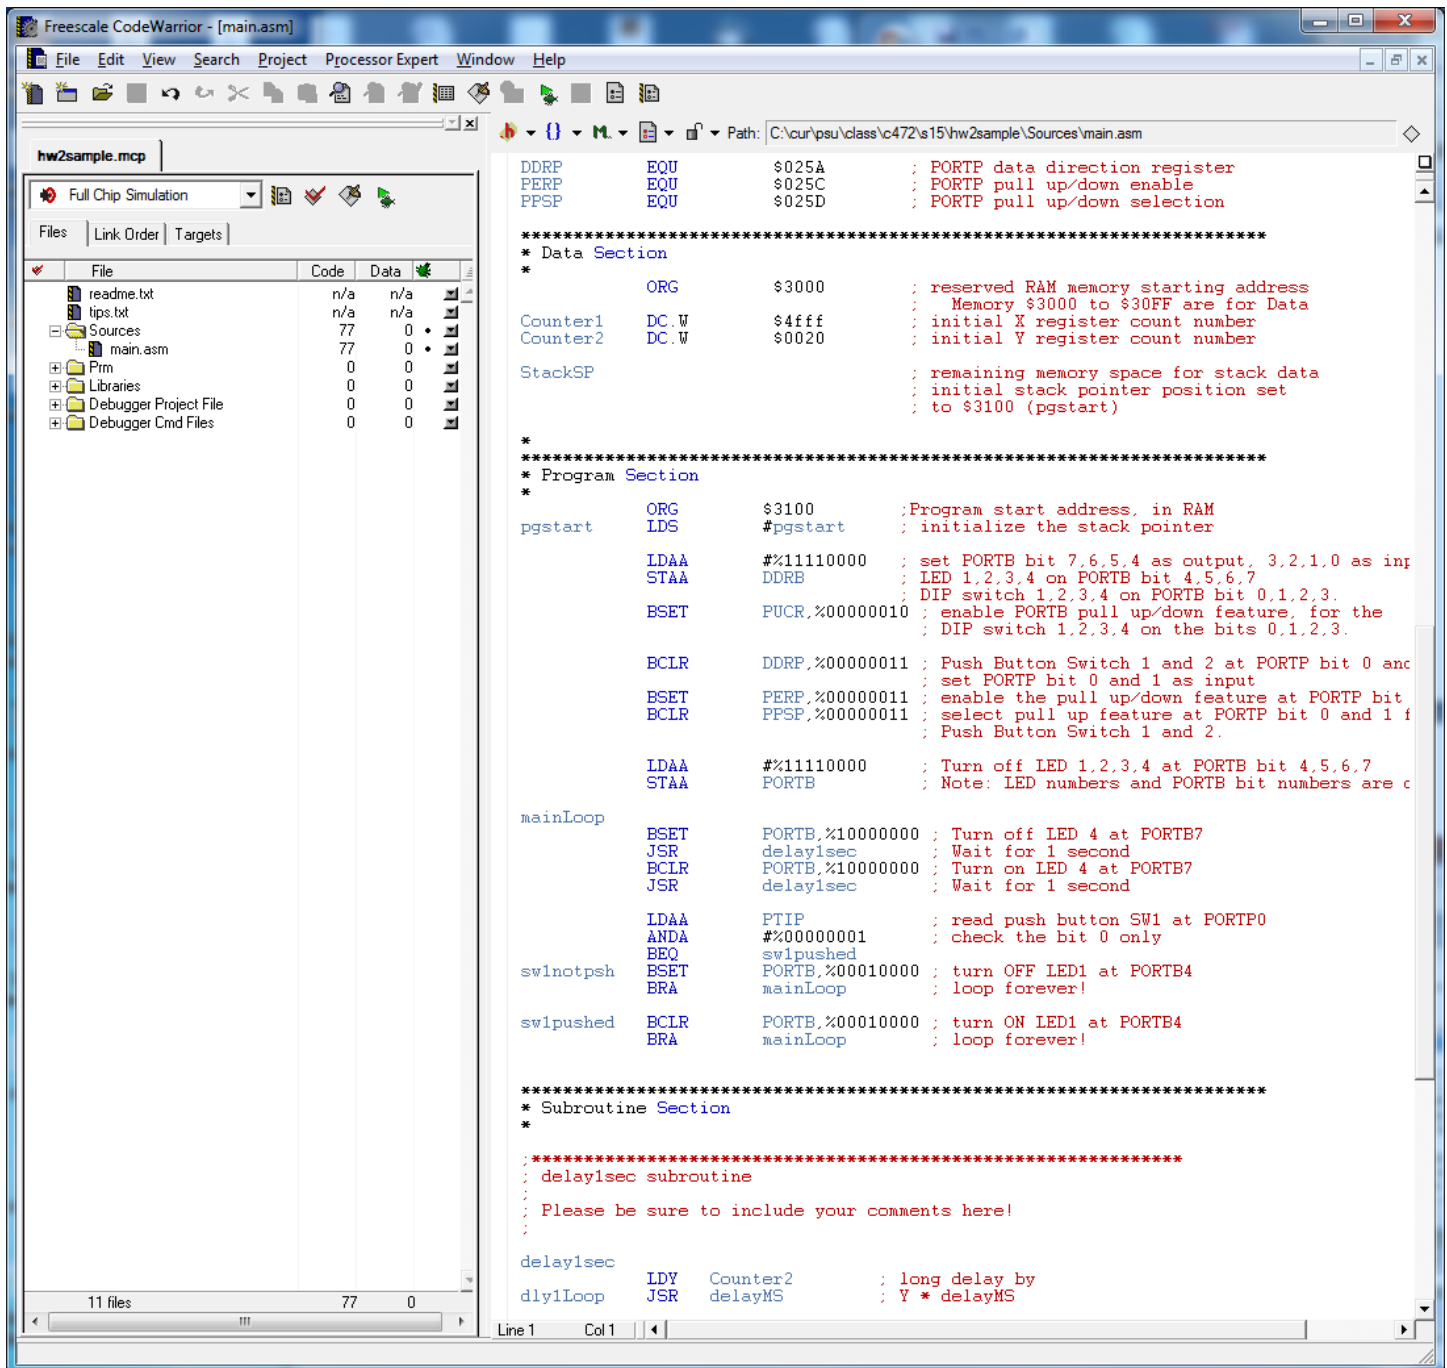 Freescale CodeWarrior - [main.asm]
File Edit View Search Project Processor Expert Window Help
hw2sample.mcp
Full Chip Simulation
Files Link Order Targets
File Code Data
readme.txt n/a n/a
tips.txt n/a n/a
Sources 77 0
main.asm 77 0
Prm 0 0
Libraries 0 0
Debugger Project File 0 0
Debugger Cmd Files 0 0
11 files 77 0
Path: C:\cur\psu\class\c472\s15\hw2sample\Sources\main.asm
DDRP EQU $025A ; PORTP data direction register
PERP EQU $025C ; PORTP pull up/down enable
PPSP EQU $025D ; PORTP pull up/down selection
***********************************************************************
* Data Section
*
ORG $3000 ; reserved RAM memory starting address
; Memory $3000 to $30FF are for Data
Counter1 DC.W $4fff ; initial X register count number
Counter2 DC.W $0020 ; initial Y register count number
StackSP ; remaining memory space for stack data
; initial stack pointer position set
; to $3100 (pgstart)
*
***********************************************************************
* Program Section
*
ORG $3100 ;Program start address, in RAM
pgstart LDS #pgstart ; initialize the stack pointer
LDAA #%11110000 ; set PORTB bit 7,6,5,4 as output, 3,2,1,0 as inp
STAA DDRB ; LED 1,2,3,4 on PORTB bit 4,5,6,7
; DIP switch 1,2,3,4 on PORTB bit 0,1,2,3.
BSET PUCR,%00000010 ; enable PORTB pull up/down feature, for the
; DIP switch 1,2,3,4 on the bits 0,1,2,3.
BCLR DDRP,%00000011 ; Push Button Switch 1 and 2 at PORTP bit 0 and
; set PORTP bit 0 and 1 as input
BSET PERP,%00000011 ; enable the pull up/down feature at PORTP bit
BCLR PPSP,%00000011 ; select pull up feature at PORTP bit 0 and 1 f
; Push Button Switch 1 and 2.
LDAA #%11110000 ; Turn off LED 1,2,3,4 at PORTB bit 4,5,6,7
STAA PORTB ; Note: LED numbers and PORTB bit numbers are
mainLoop
BSET PORTB,%10000000 ; Turn off LED 4 at PORTB7
JSR delay1sec ; Wait for 1 second
BCLR PORTB,%10000000 ; Turn on LED 4 at PORTB7
JSR delay1sec ; Wait for 1 second
LDAA PTIP ; read push button SW1 at PORTP0
ANDA #%00000001 ; check the bit 0 only
BEQ sw1pushed
sw1notpsh BSET PORTB,%00010000 ; turn OFF LED1 at PORTB4
BRA mainLoop ; loop forever!
sw1pushed BCLR PORTB,%00010000 ; turn ON LED1 at PORTB4
BRA mainLoop ; loop forever!
***********************************************************************
* Subroutine Section
*
;**************************************************************
; delay1sec subroutine
;
; Please be sure to include your comments here!
;
delay1sec
LDY Counter2 ; long delay by
dly1Loop JSR delayMS ; Y * delayMS
Line 1 Col 1